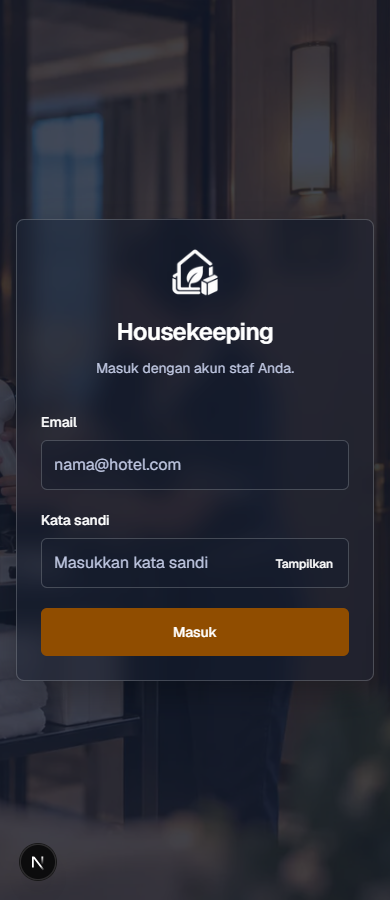 Housekeeping
Masuk dengan akun staf Anda.
Email
nama@hotel.com
Kata sandi
Masukkan kata sandi
Tampilkan
Masuk
N